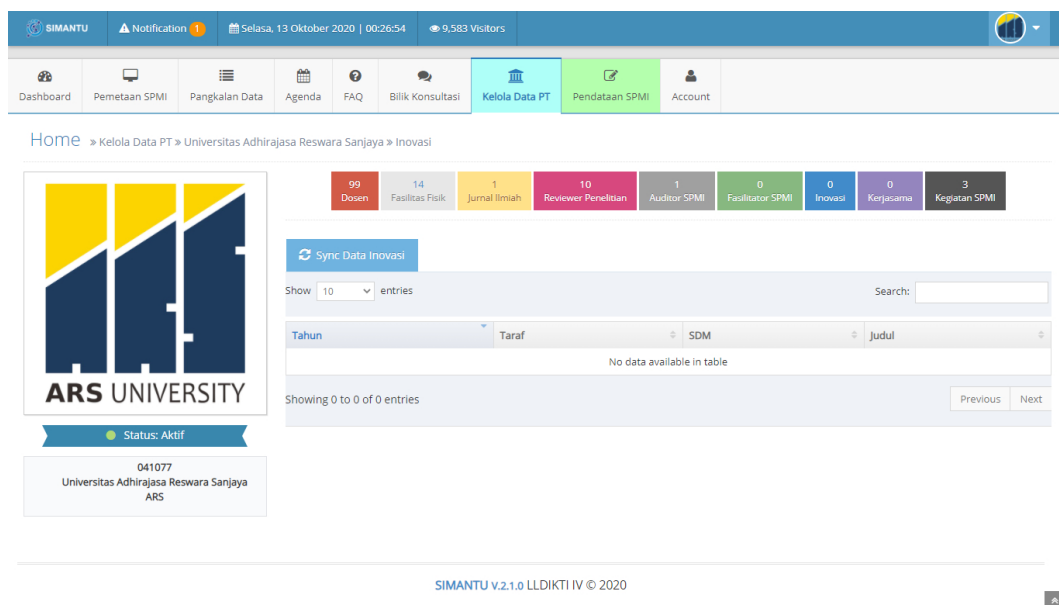 SIMANTU Notification 1 Selasa, 13 Oktober 2020 | 00:26:54 9,583 Visitors
Dashboard Pemetaan SPMI Pangkalan Data Agenda FAQ Bilik Konsultasi Kelola Data PT Pendataan SPMI Account
Home » Kelola Data PT » Universitas Adhirajasa Reswara Sanjaya » Inovasi
ARS UNIVERSITY
Status: Aktif
041077
Universitas Adhirajasa Reswara Sanjaya
ARS
99 14 1 10 1 0 0 0 3
Dosen Fasilitas Fisik Jurnal Ilmiah Reviewer Penelitian Auditor SPMI Fasilitator SPMI Inovasi Kerjasama Kegiatan SPMI
Sync Data Inovasi
Show 10 entries Search:
Tahun Taraf SDM Judul
No data available in table
Showing 0 to 0 of 0 entries Previous Next
SIMANTU V.2.1.0 LLDIKTI IV © 2020